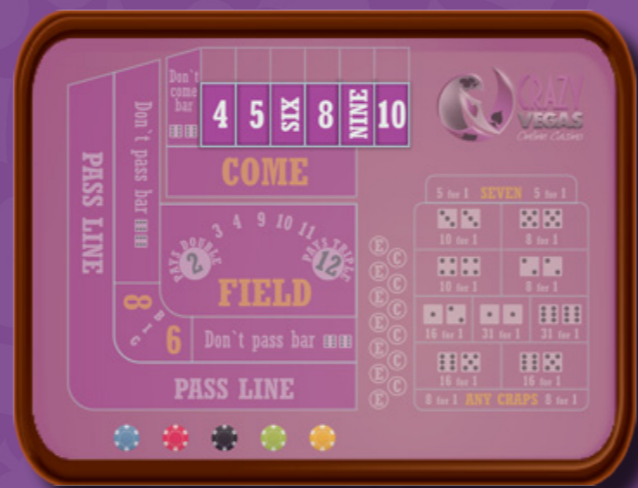 Don`t
come
bar
4 5 SIX 8 NINE 10
CRAZY
VEGAS
Online Casino
PASS LINE
Don`t pass bar
COME
5 for 1 SEVEN 5 for 1
10 for 1 8 for 1
10 for 1 8 for 1
16 for 1 31 for 1 31 for 1
16 for 1 16 for 1
8 for 1 ANY CRAPS 8 for 1
3 4 9 10 11
PAYS DOUBLE
2
PAYS TRIPLE
12
FIELD
8
BIG
6
Don`t pass bar
PASS LINE
E C
E C
E C
E C
E C
E C
E